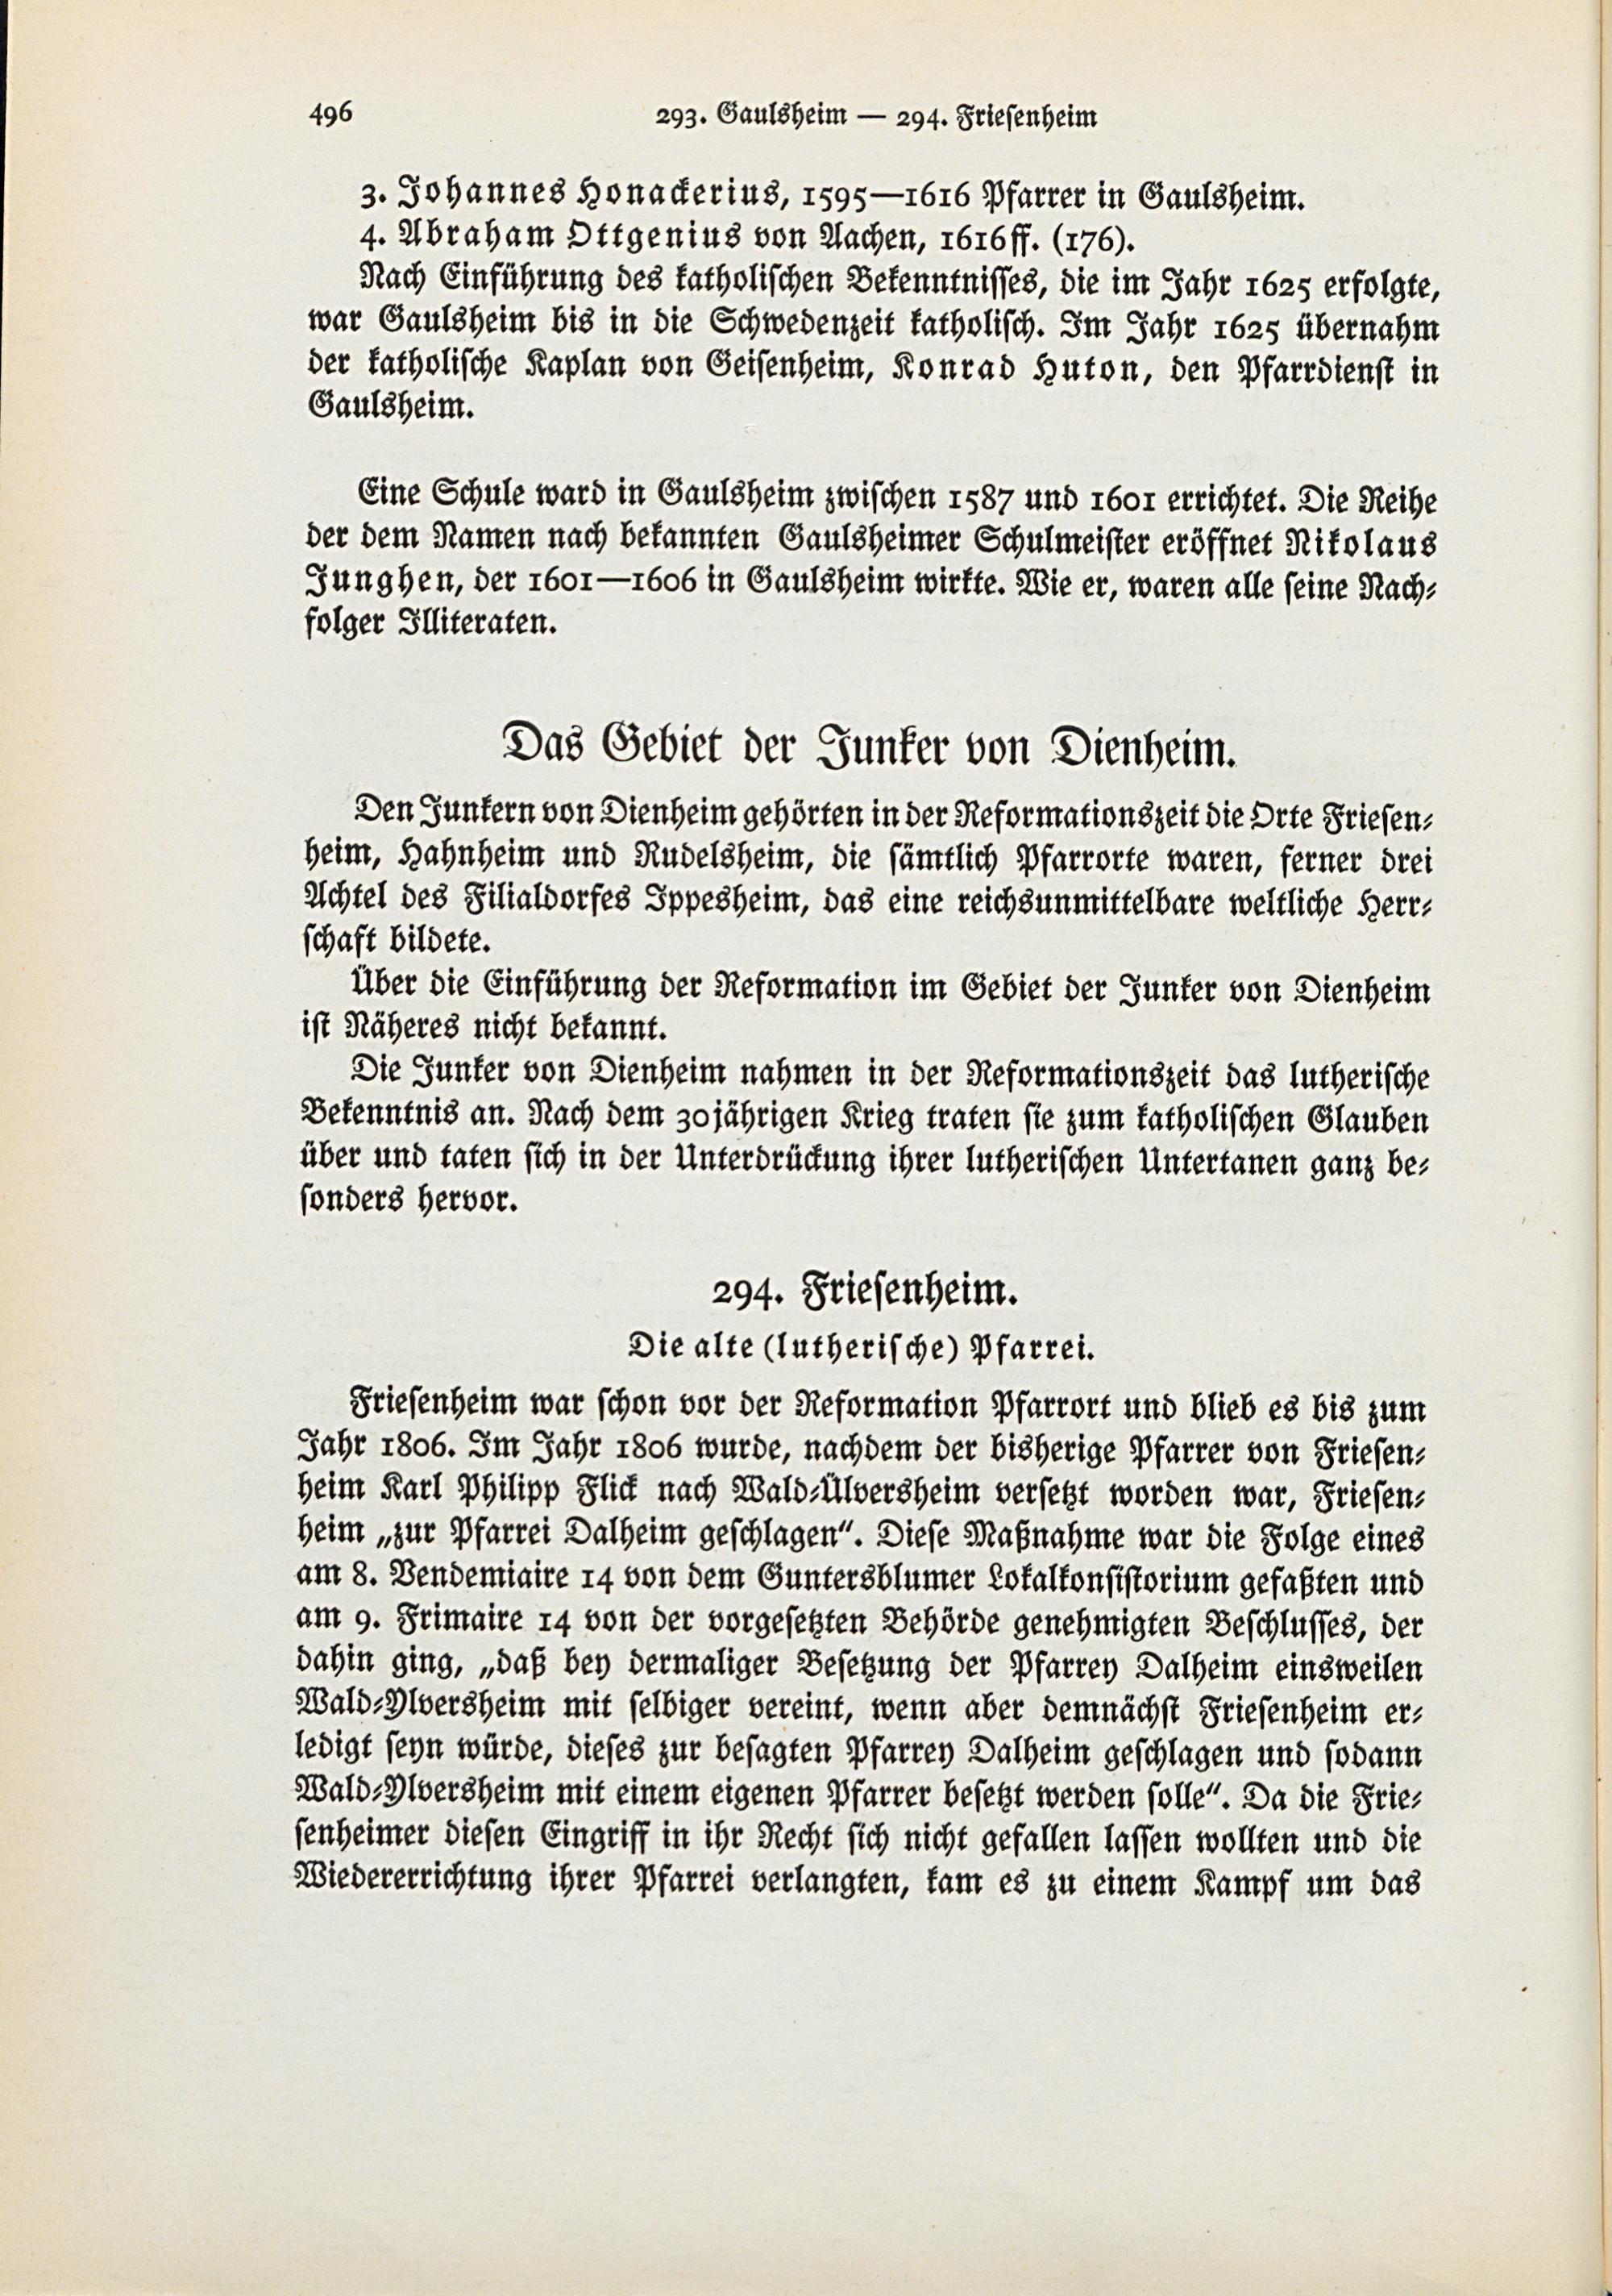 496
293. Gaulsheim — 294. Friesenheim
3. Johannes Honackerius, 1595—1616 Pfarrer in Gaulsheim.
4. Abraham Ottgenius von Aachen, 1616ff. (176).
Nach Einführung des katholischen Bekenntnisses, die im Jahr 1625 erfolgte,
war Gaulsheim bis in die Schwedenzeit katholisch. Im Jahr 1625 übernahm
der katholische Kaplan von Geisenheim, Konrad Huton, den Pfarrdienst in
Gaulsheim.
Eine Schule ward in Gaulsheim zwischen 1587 und 1601 errichtet. Die Reihe
der dem Namen nach bekannten Gaulsheimer Schulmeister eröffnet Nikolaus
Junghen, der 1601—1606 in Gaulsheim wirkte. Wie er, waren alle seine Nach-
folger Illiteraten.
Das Gebiet der Junker von Dienheim.
Den Junkern von Dienheim gehörten in der Reformationszeit die Orte Friesen-
heim, Hahnheim und Rudelsheim, die sämtlich Pfarrorte waren, ferner drei
Achtel des Filialdorfes Ippesheim, das eine reichsunmittelbare weltliche Herr-
schaft bildete.
Über die Einführung der Reformation im Gebiet der Junker von Dienheim
ist Näheres nicht bekannt.
Die Junker von Dienheim nahmen in der Reformationszeit das lutherische
Bekenntnis an. Nach dem 30jährigen Krieg traten sie zum katholischen Glauben
über und taten sich in der Unterdrückung ihrer lutherischen Untertanen ganz be-
sonders hervor.
294. Friesenheim.
Die alte (lutherische) Pfarrei.
Friesenheim war schon vor der Reformation Pfarrort und blieb es bis zum
Jahr 1806. Im Jahr 1806 wurde, nachdem der bisherige Pfarrer von Friesen-
heim Karl Philipp Flick nach Wald-Ülversheim versetzt worden war, Friesen-
heim „zur Pfarrei Dalheim geschlagen“. Diese Maßnahme war die Folge eines
am 8. Vendemiaire 14 von dem Guntersblumer Lokalkonsistorium gefaßten und
am 9. Frimaire 14 von der vorgesetzten Behörde genehmigten Beschlusses, der
dahin ging, „daß bey dermaliger Besetzung der Pfarrey Dalheim einsweilen
Wald-Ylversheim mit selbiger vereint, wenn aber demnächst Friesenheim er-
ledigt seyn würde, dieses zur besagten Pfarrey Dalheim geschlagen und sodann
Wald-Ylversheim mit einem eigenen Pfarrer besetzt werden solle“. Da die Frie-
senheimer diesen Eingriff in ihr Recht sich nicht gefallen lassen wollten und die
Wiedererrichtung ihrer Pfarrei verlangten, kam es zu einem Kampf um das